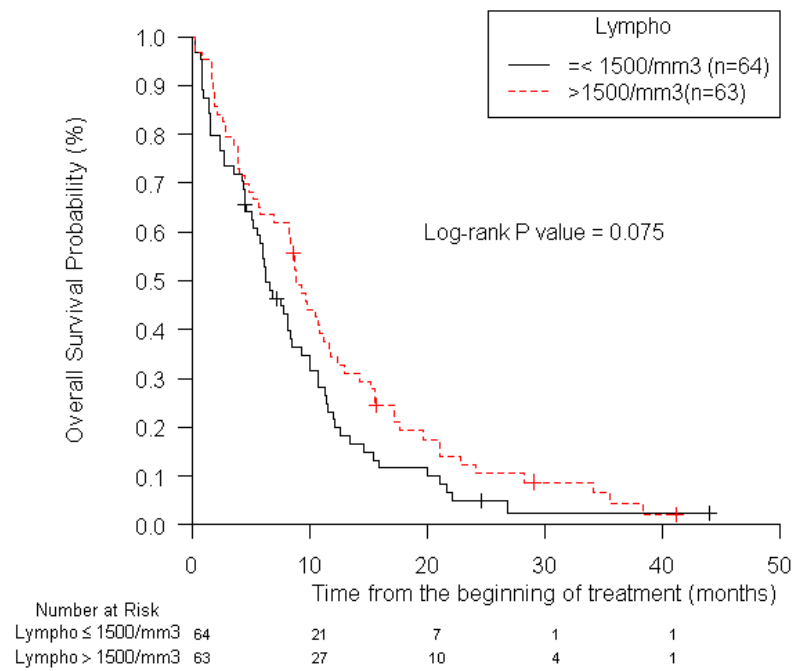 Lympho
=< 1500/mm3 (n=64)
>1500/mm3(n=63)
Overall Survival Probability (%)
1.0
0.9
0.8
0.7
0.6
0.5
0.4
0.3
0.2
0.1
0.0
Log-rank P value = 0.075
0 10 20 30 40 50
Time from the beginning of treatment (months)
Number at Risk
Lympho ≤ 1500/mm3 64 21 7 1 1
Lympho > 1500/mm3 63 27 10 4 1